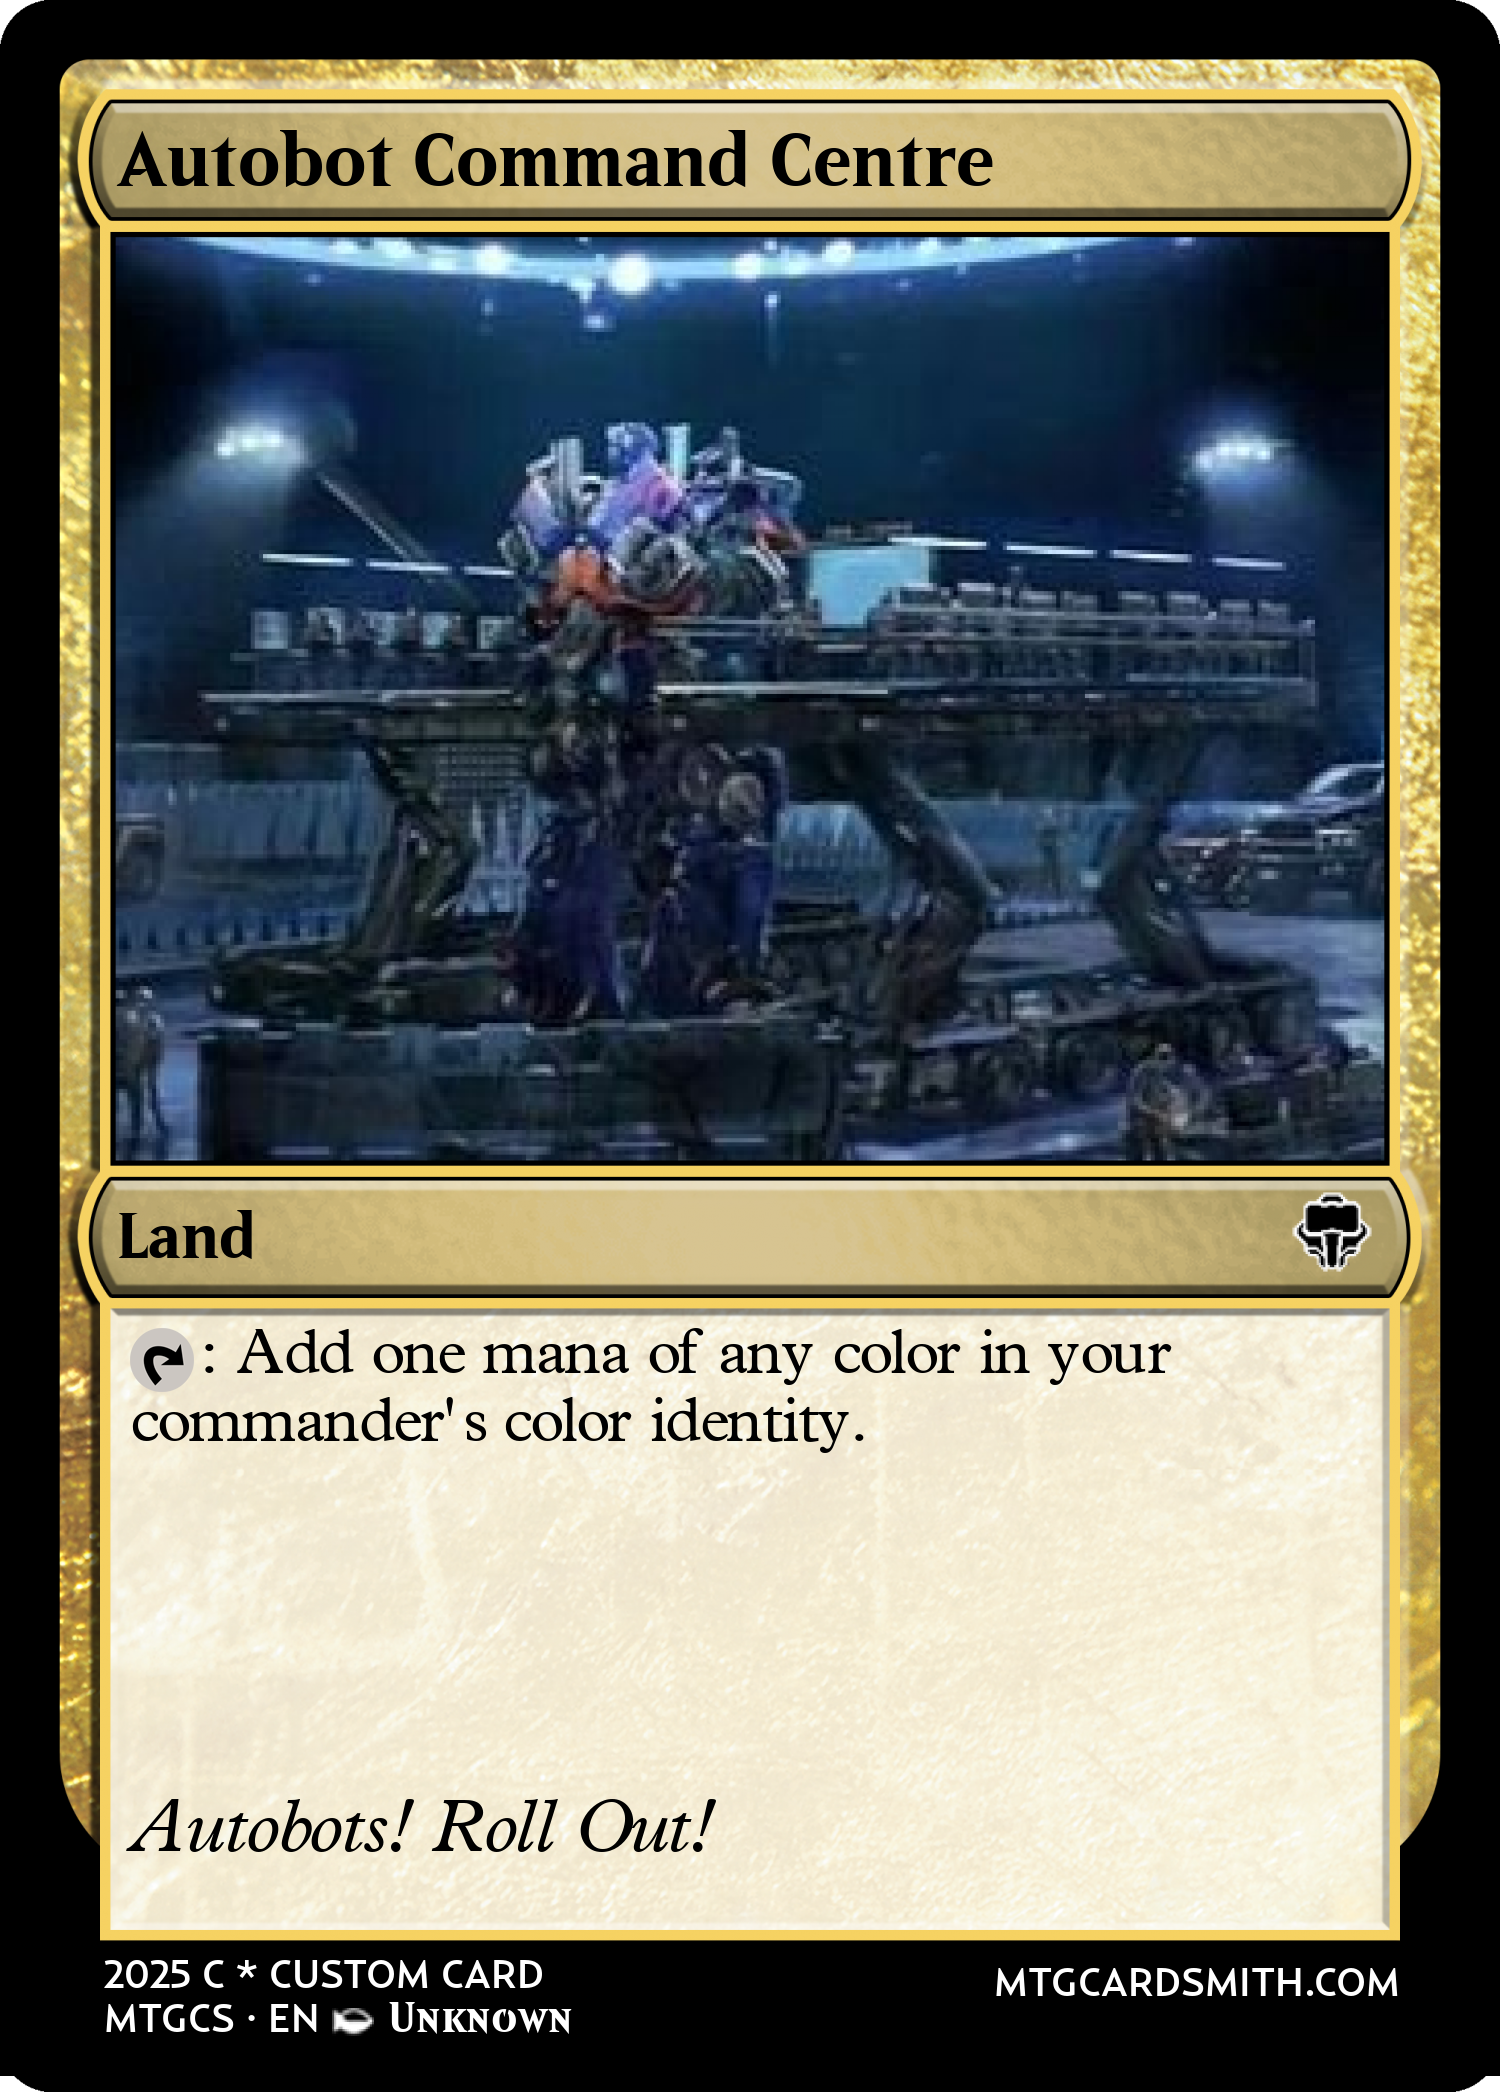 Autobot Command Centre
Land
: Add one mana of any color in your
commander's color identity.
Autobots! Roll Out!
2025 C * CUSTOM CARD
MTGCS · EN Unknown
MTGCARDSMITH.COM